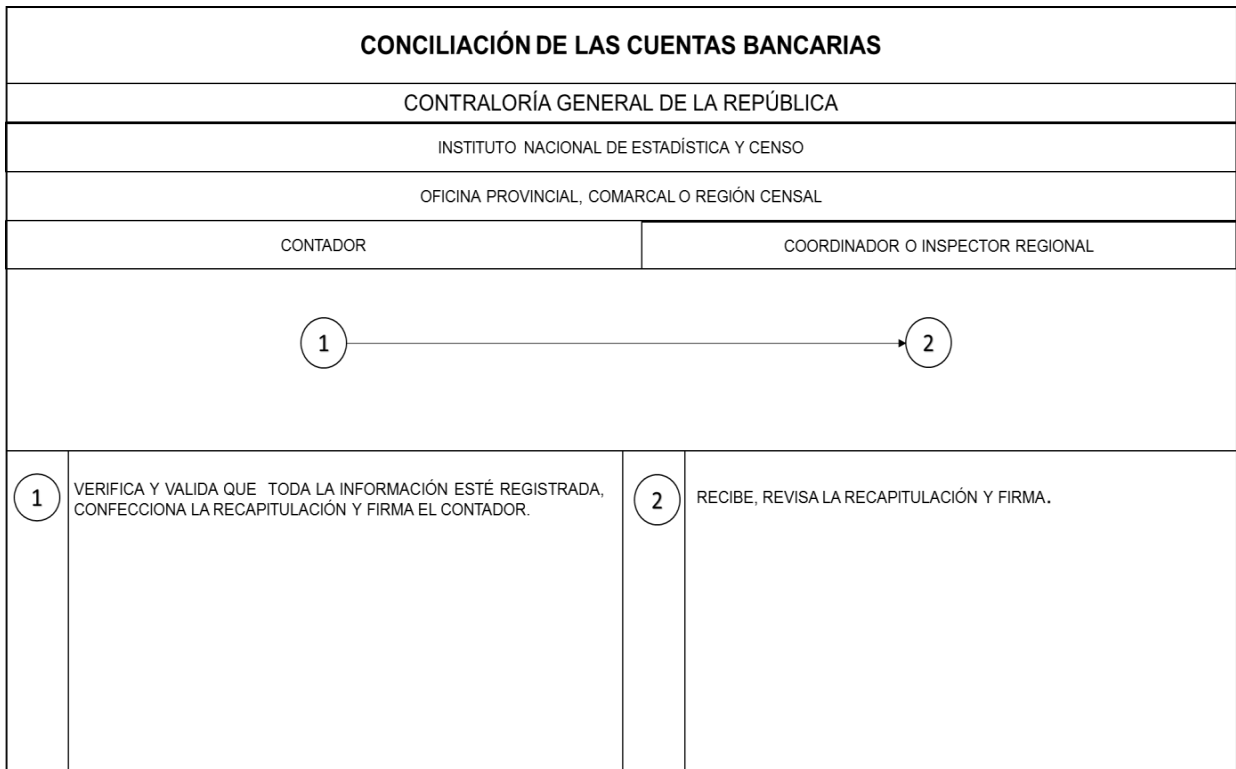 CONCILIACIÓN DE LAS CUENTAS BANCARIAS
CONTRALORÍA GENERAL DE LA REPÚBLICA
INSTITUTO NACIONAL DE ESTADÍSTICA Y CENSO
OFICINA PROVINCIAL, COMARCAL O REGIÓN CENSAL
CONTADOR
COORDINADOR O INSPECTOR REGIONAL
1
2
1
VERIFICA Y VALIDA QUE TODA LA INFORMACIÓN ESTÉ REGISTRADA,
CONFECCIONA LA RECAPITULACIÓN Y FIRMA EL CONTADOR.
2
RECIBE, REVISA LA RECAPITULACIÓN Y FIRMA.